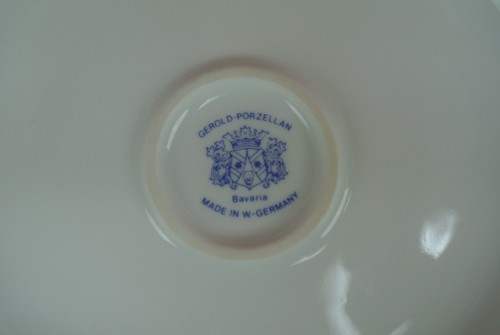 GEROLD-PORZELLAN
Bavaria
MADE IN W.-GERMANY